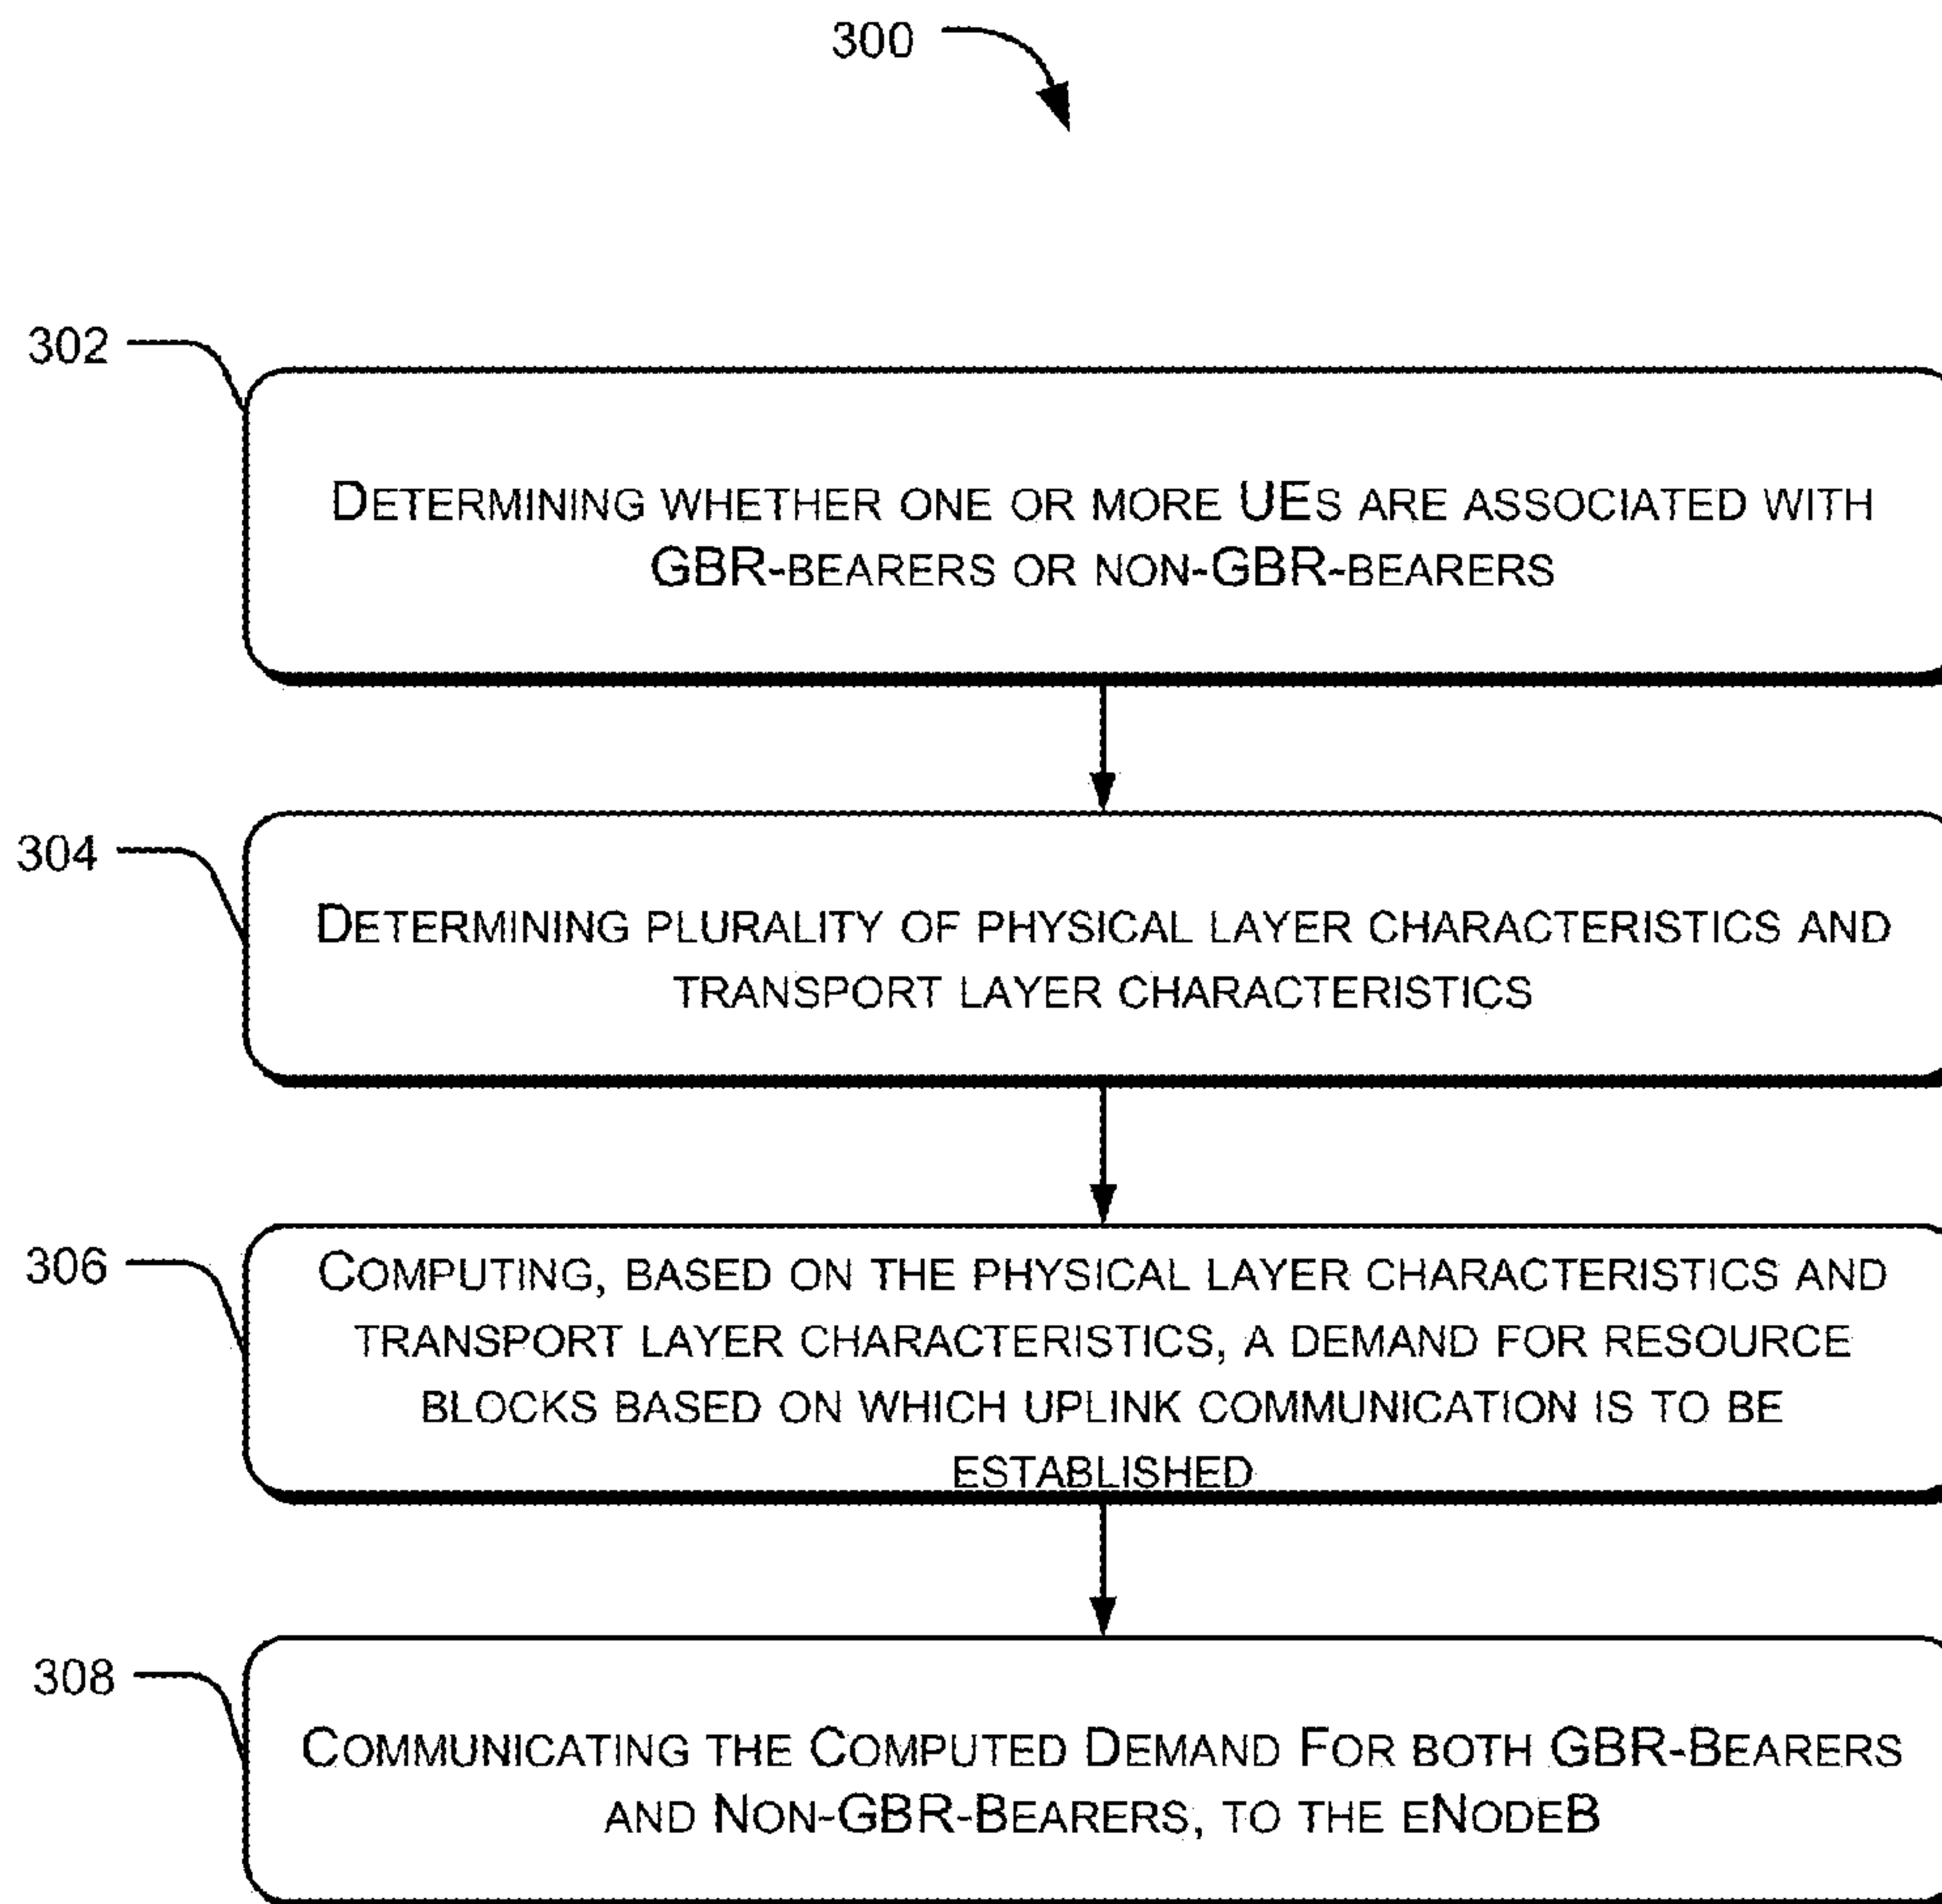 300
302
DETERMINING WHETHER ONE OR MORE UES ARE ASSOCIATED WITH
GBR-BEARERS OR NON-GBR-BEARERS
304
DETERMINING PLURALITY OF PHYSICAL LAYER CHARACTERISTICS AND
TRANSPORT LAYER CHARACTERISTICS
306
COMPUTING, BASED ON THE PHYSICAL LAYER CHARACTERISTICS AND
TRANSPORT LAYER CHARACTERISTICS, A DEMAND FOR RESOURCE
BLOCKS BASED ON WHICH UPLINK COMMUNICATION IS TO BE
ESTABLISHED
308
COMMUNICATING THE COMPUTED DEMAND FOR BOTH GBR-BEARERS
AND NON-GBR-BEARERS, TO THE ENODEB